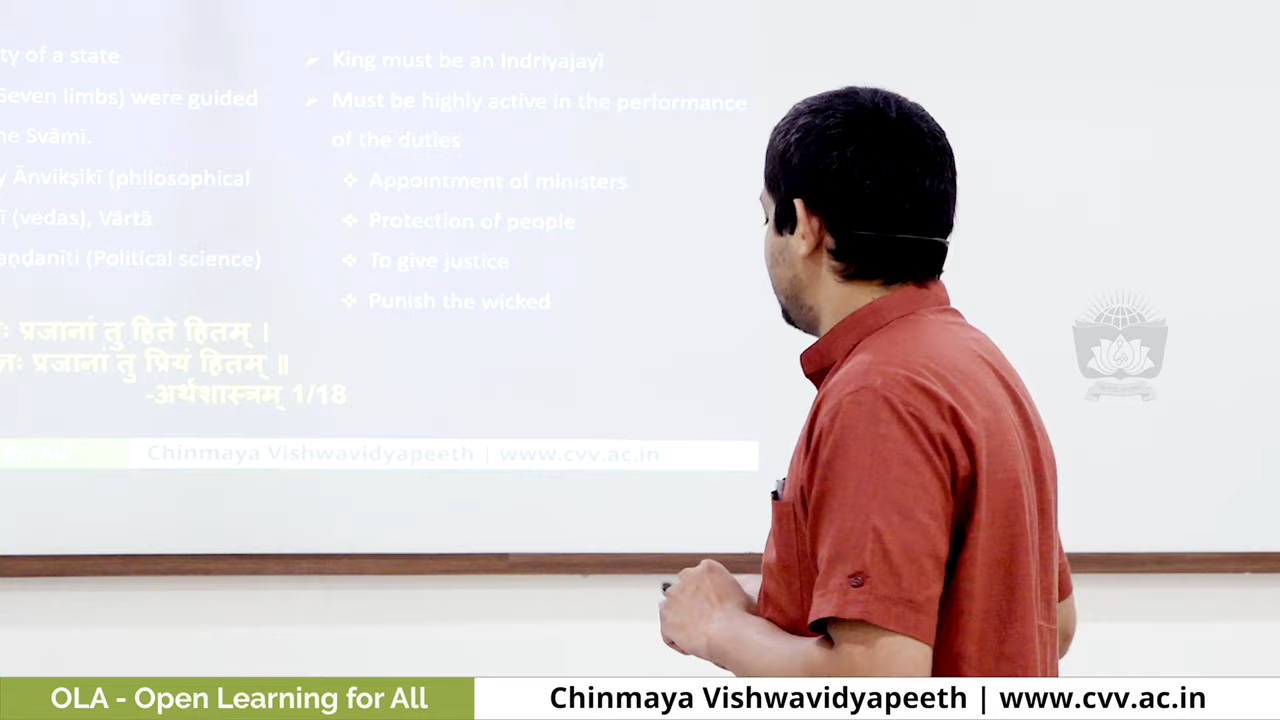 ty of a state
Seven limbs) were guided
ne Svāmī.
y Ānvīkṣikī (philosophical
ī (vedas), Vārtā
aṇḍanīti (Political science)
प्रजानां तु हिते हितम् ।
प्रजानां तु प्रियं हितम् ॥
-अर्थशास्त्रम् 1/18
King must be an Indriyajayī
Must be highly active in the performance
of the duties
Appointment of ministers
Protection of people
To give justice
Punish the wicked
for All
Chinmaya Vishwavidyapeeth | www.cvv.ac.in
OLA - Open Learning for All
Chinmaya Vishwavidyapeeth | www.cvv.ac.in